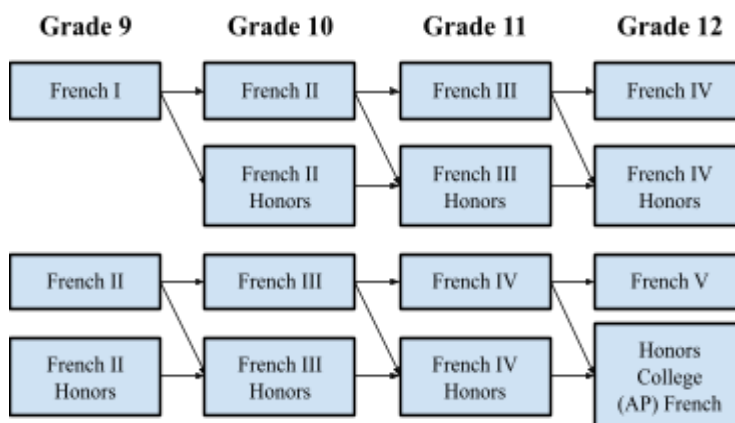 Grade 9 Grade 10 Grade 11 Grade 12
French I French II French III French IV
French II French III French IV
Honors Honors Honors
French II French III French IV French V
French II French III French IV Honors
Honors Honors Honors College
(AP) French